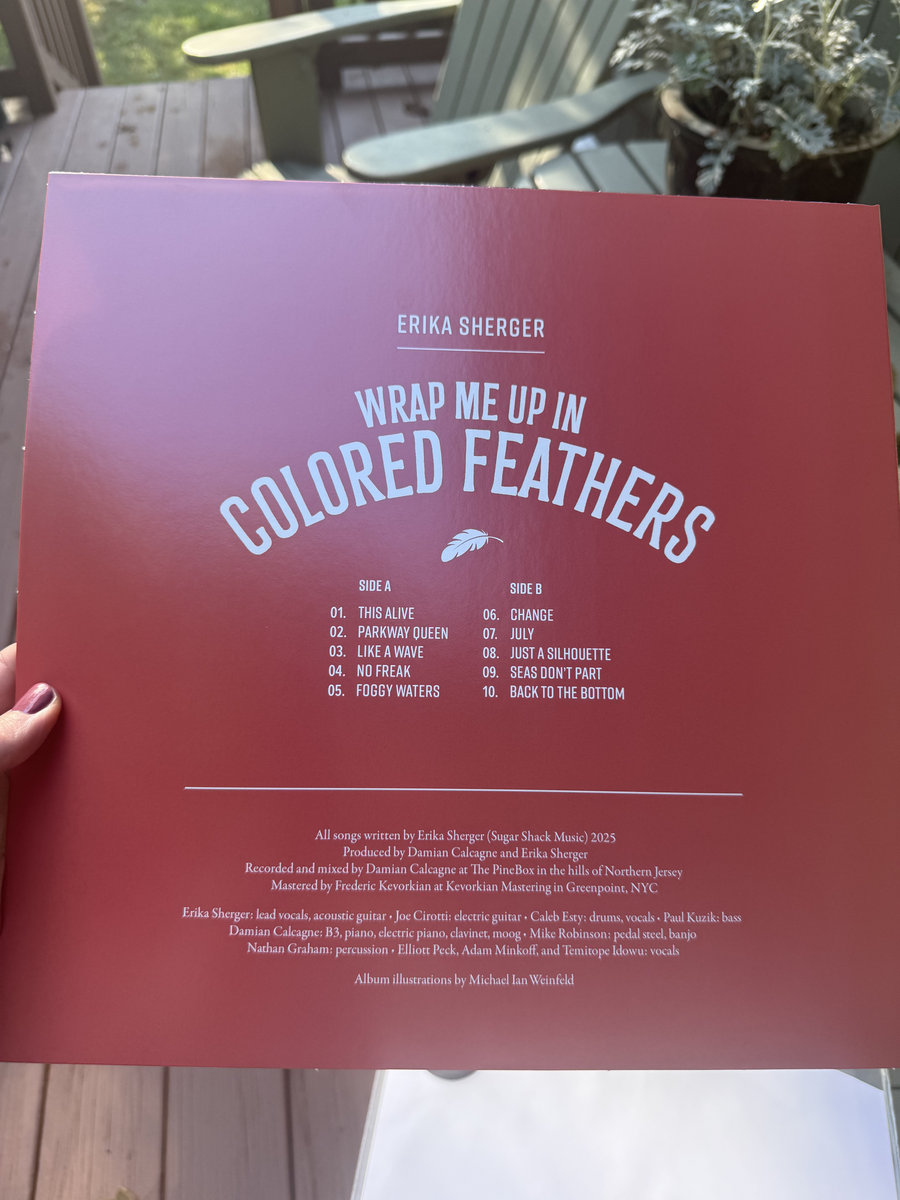 ERIKA SHERGER
WRAP ME UP IN
COLORED FEATHERS
SIDE A
01. THIS ALIVE
02. PARKWAY QUEEN
03. LIKE A WAVE
04. NO FREAK
05. FOGGY WATERS
SIDE B
06. CHANGE
07. JULY
08. JUST A SILHOUETTE
09. SEAS DON'T PART
10. BACK TO THE BOTTOM
All songs written by Erika Sherger (Sugar Shack Music) 2025
Produced by Damian Calcagne and Erika Sherger
Recorded and mixed by Damian Calcagne at The PineBox in the hills of Northern Jersey
Mastered by Frederic Kevorkian at Kevorkian Mastering in Greenpoint, NYC
Erika Sherger: lead vocals, acoustic guitar • Joe Cirotti: electric guitar • Caleb Esty: drums, vocals • Paul Kuzik: bass
Damian Calcagne: B3, piano, electric piano, clavinet, moog • Mike Robinson: pedal steel, banjo
Nathan Graham: percussion • Elliott Peck, Adam Minkoff, and Temitope Idowu: vocals
Album illustrations by Michael Ian Weinfeld